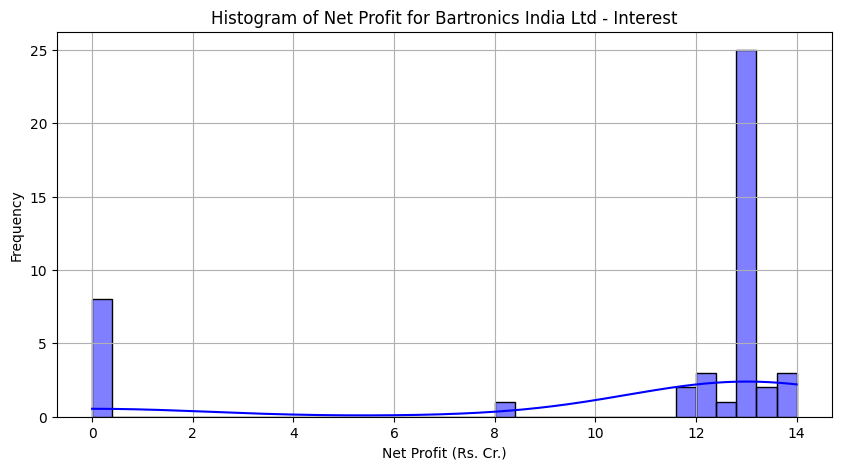 Histogram of Net Profit for Bartronics India Ltd - Interest
25
20
15
10
5
0
Frequency
0 2 4 6 8 10 12 14
Net Profit (Rs. Cr.)